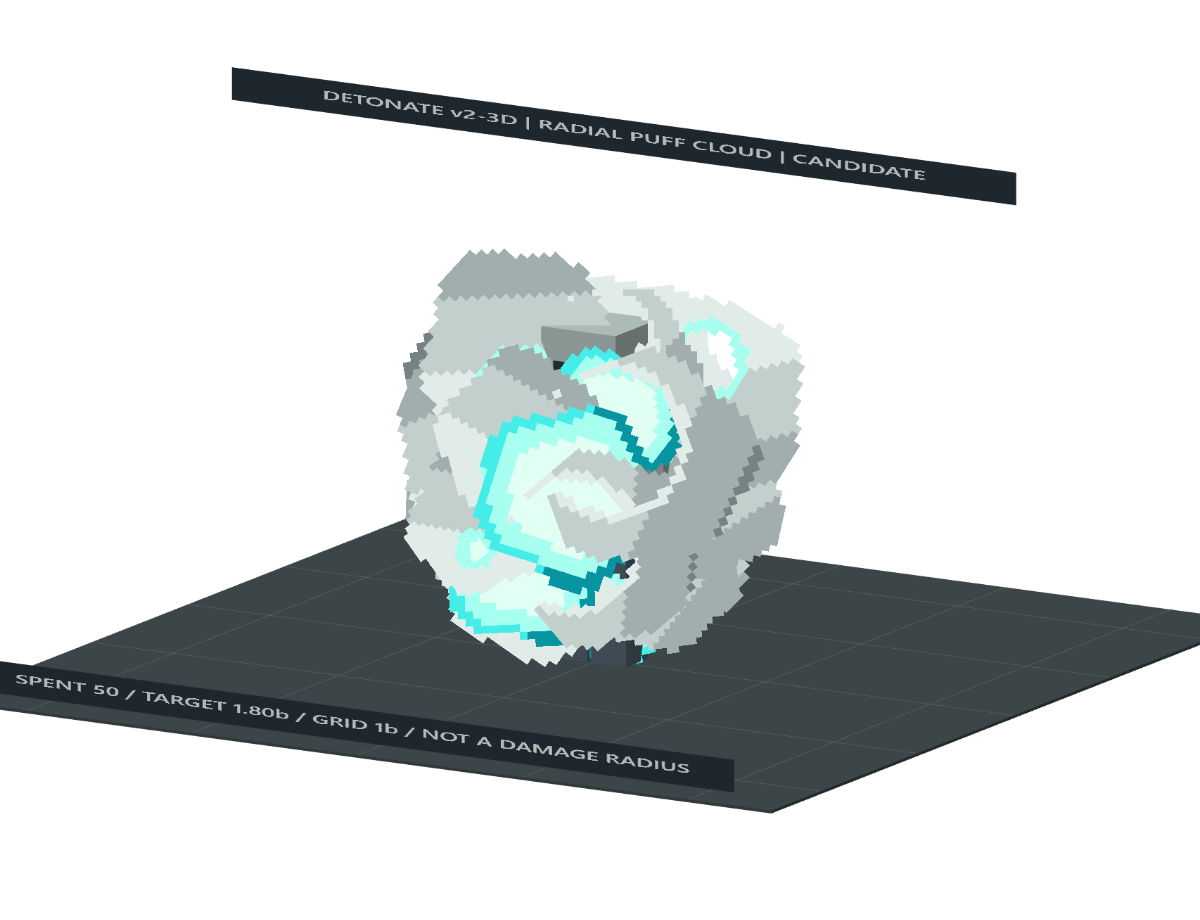 DETONATE v2-3D | RADIAL PUFF CLOUD | CANDIDATE
SPENT 50 / TARGET 1.80b / GRID 1b / NOT A DAMAGE RADIUS